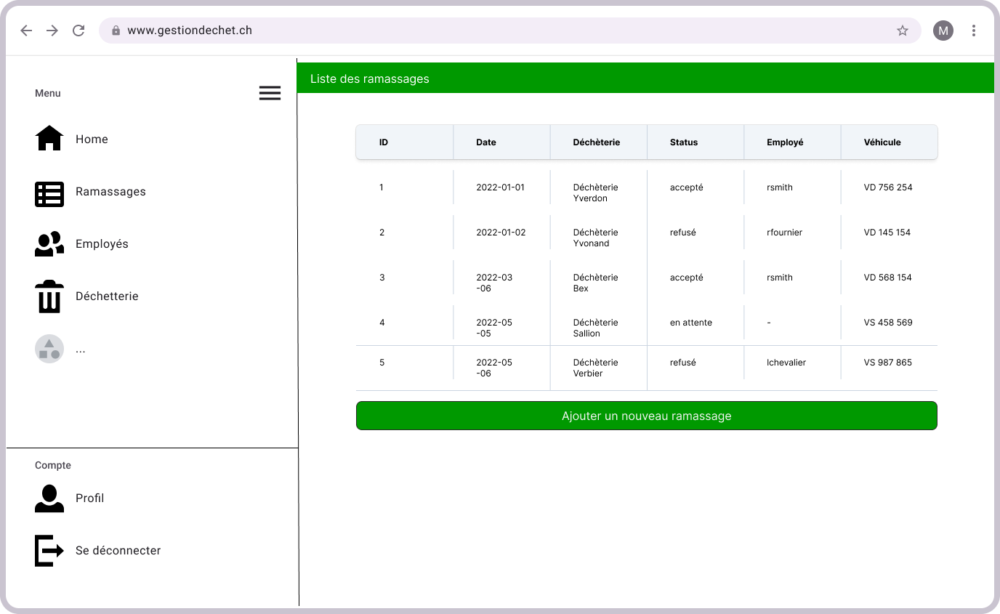 www.gestiondechet.ch
M
Menu
Home
Ramassages
Employés
Déchetterie
...
Compte
Profil
Se déconnecter
Liste des ramassages
ID Date Déchèterie Status Employé Véhicule
1 2022-01-01 Déchèterie accepté rsmith VD 756 254
Yverdon
2 2022-01-02 Déchèterie refusé rfournier VD 145 154
Yvonand
3 2022-03 Déchèterie accepté rsmith VD 568 154
-06 Bex
4 2022-05 Déchèterie en attente - VS 458 569
-05 Sallion
5 2022-05 Déchèterie refusé lchevalier VS 987 865
-06 Verbier
Ajouter un nouveau ramassage